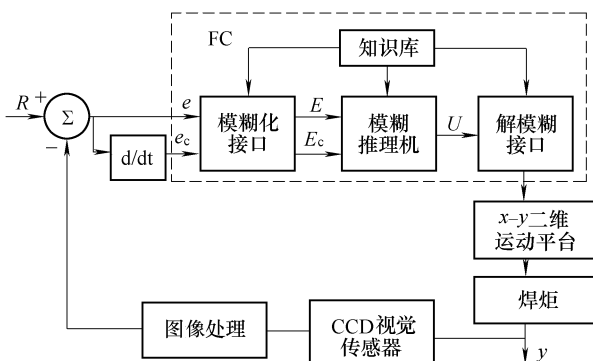 FC
知识库
R
+
Σ
−
e
d/dt
e_c
模糊化
接口
E
E_c
模糊
推理机
U
解模糊
接口
x–y二维
运动平台
焊炬
图像处理
CCD视觉
传感器
y